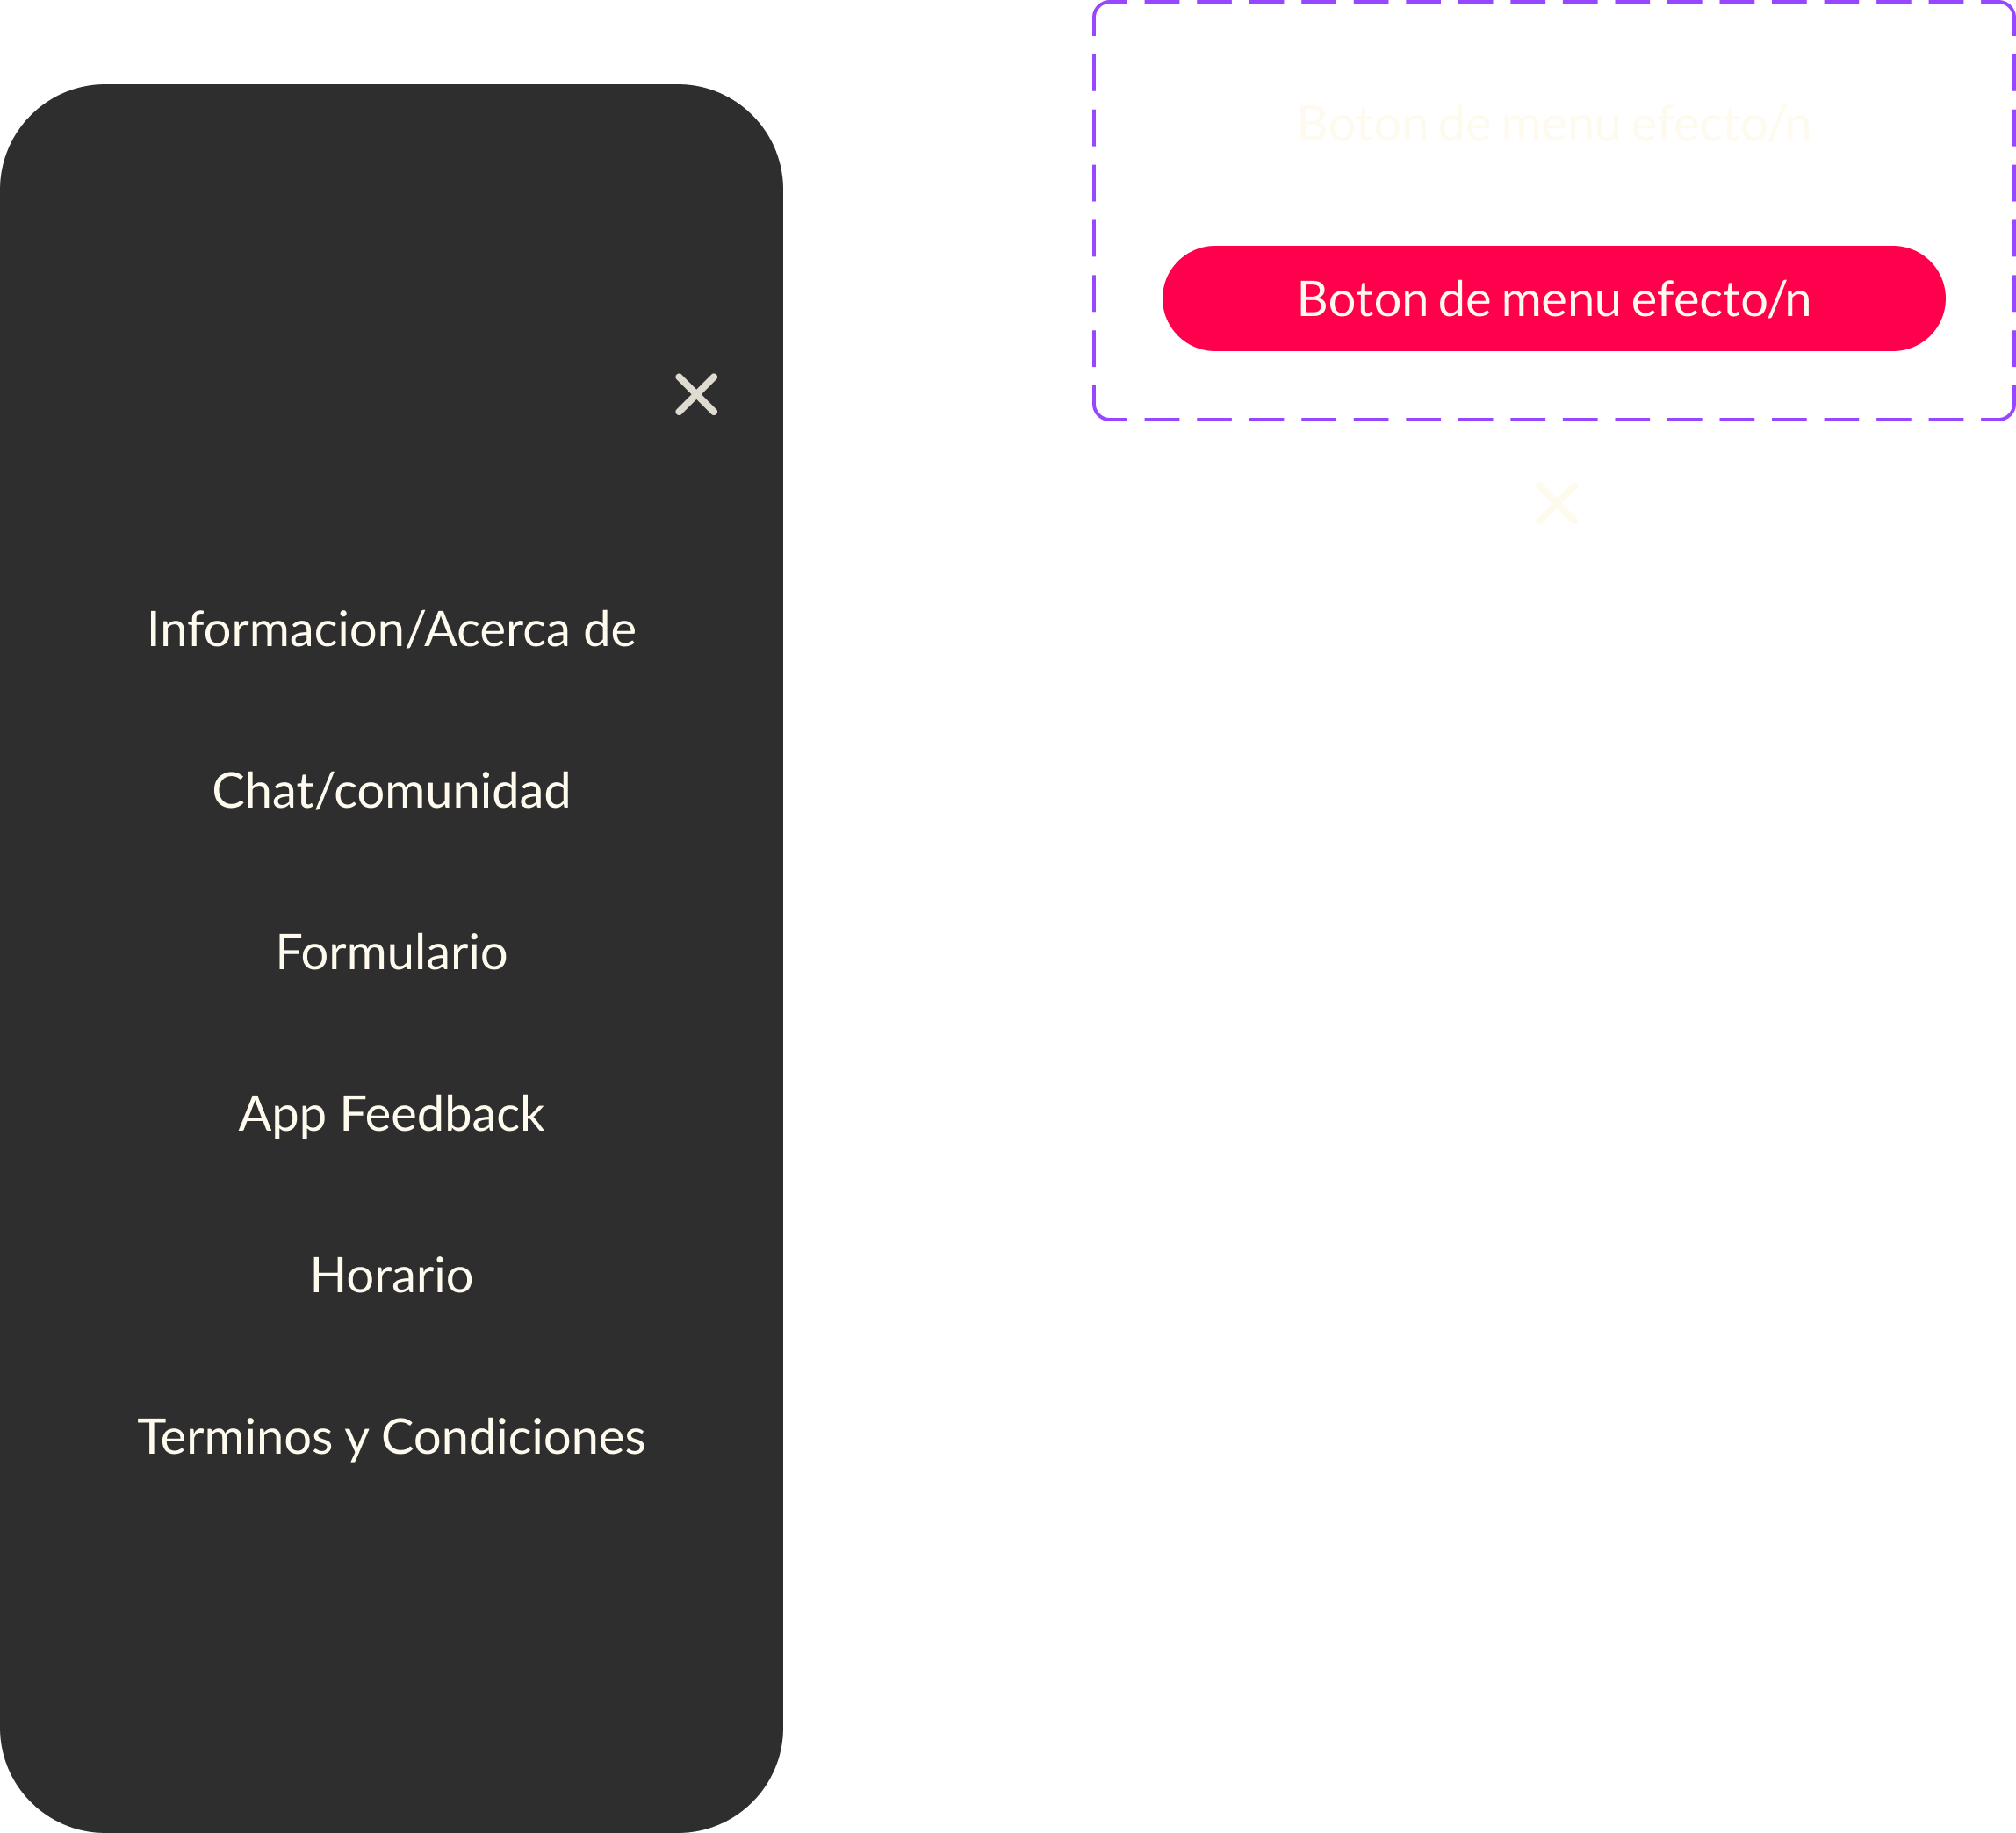 Informacion/Acerca de
Chat/comunidad
Formulario
App Feedback
Horario
Terminos y Condiciones
Boton de menu efecto/n
Boton de menu efecto/n